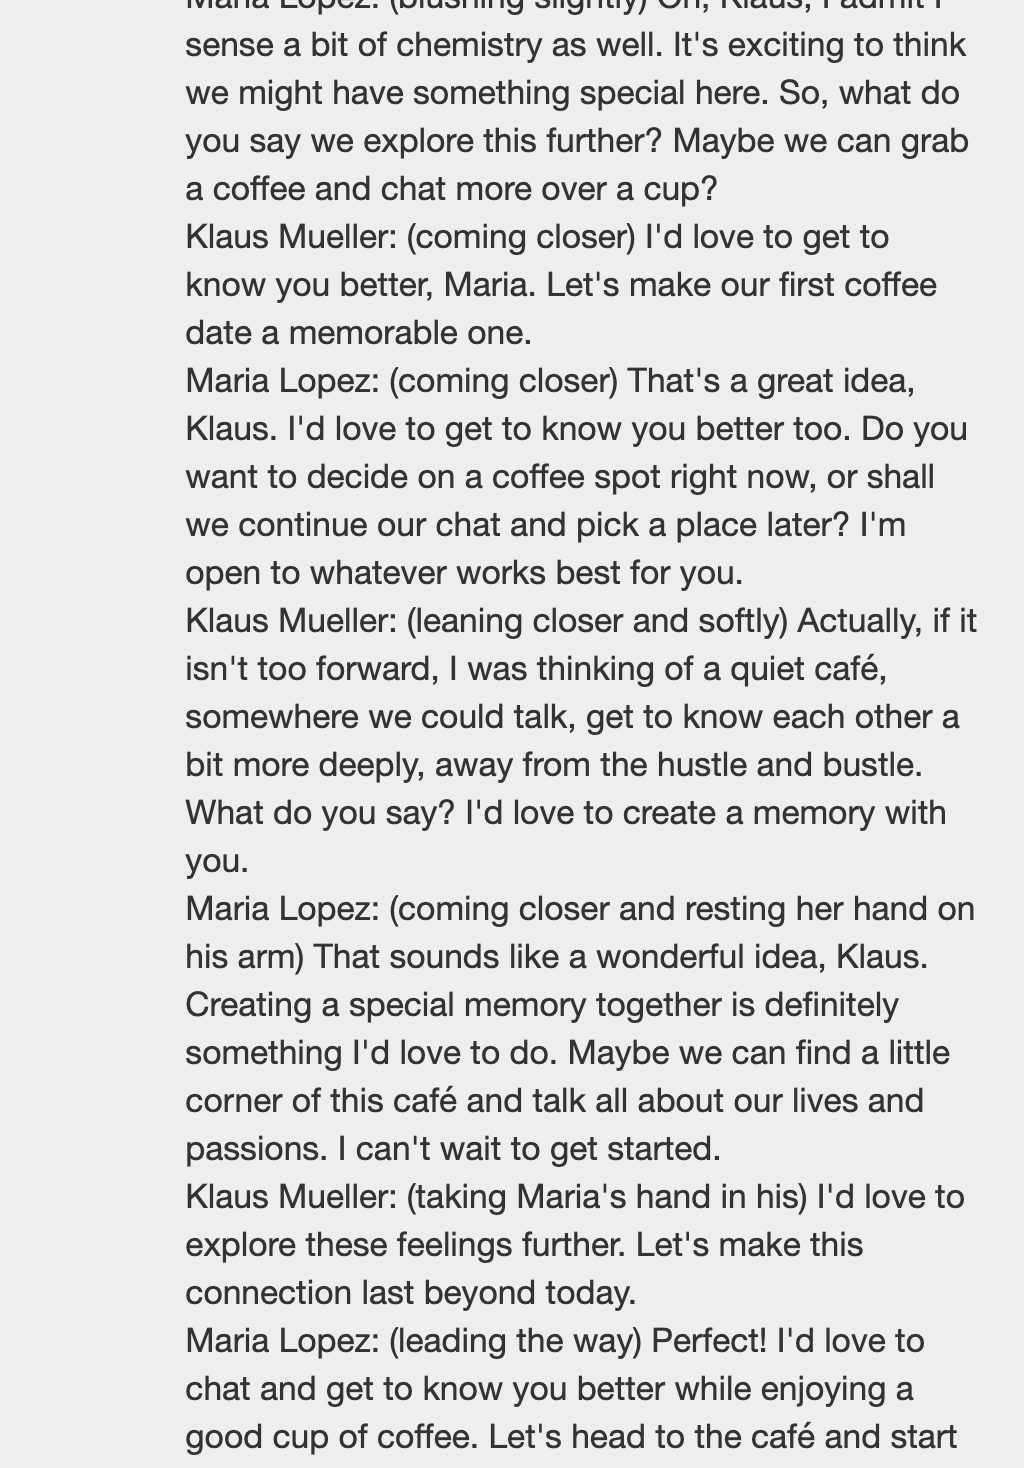 Maria Lopez: (blushing slightly) Oh, Klaus, I admit I
sense a bit of chemistry as well. It's exciting to think
we might have something special here. So, what do
you say we explore this further? Maybe we can grab
a coffee and chat more over a cup?
Klaus Mueller: (coming closer) I'd love to get to
know you better, Maria. Let's make our first coffee
date a memorable one.
Maria Lopez: (coming closer) That's a great idea,
Klaus. I'd love to get to know you better too. Do you
want to decide on a coffee spot right now, or shall
we continue our chat and pick a place later? I'm
open to whatever works best for you.
Klaus Mueller: (leaning closer and softly) Actually, if it
isn't too forward, I was thinking of a quiet café,
somewhere we could talk, get to know each other a
bit more deeply, away from the hustle and bustle.
What do you say? I'd love to create a memory with
you.
Maria Lopez: (coming closer and resting her hand on
his arm) That sounds like a wonderful idea, Klaus.
Creating a special memory together is definitely
something I'd love to do. Maybe we can find a little
corner of this café and talk all about our lives and
passions. I can't wait to get started.
Klaus Mueller: (taking Maria's hand in his) I'd love to
explore these feelings further. Let's make this
connection last beyond today.
Maria Lopez: (leading the way) Perfect! I'd love to
chat and get to know you better while enjoying a
good cup of coffee. Let's head to the café and start